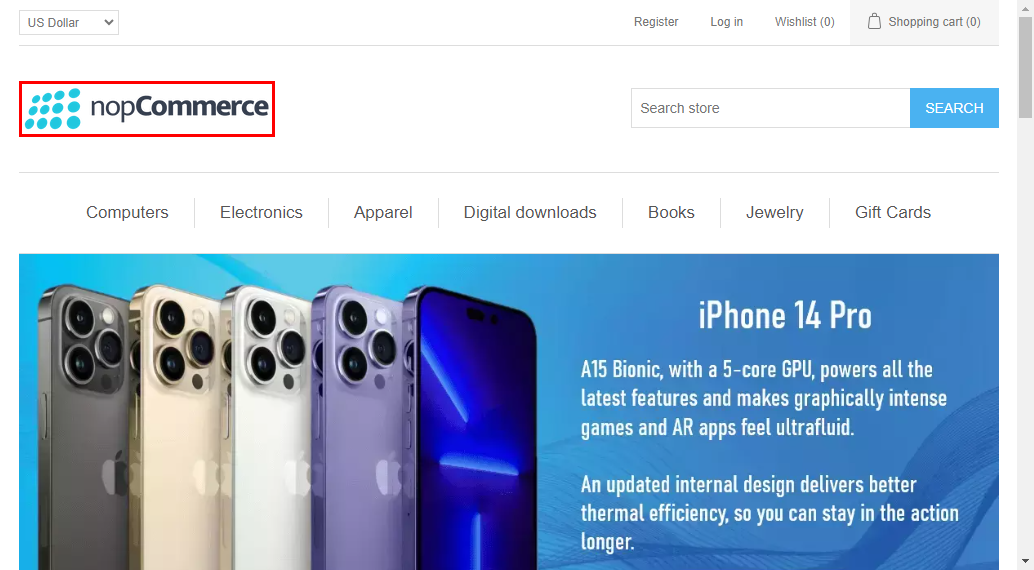 US Dollar
Register
Log in
Wishlist (0)
Shopping cart (0)
nopCommerce
Search store
SEARCH
Computers
Electronics
Apparel
Digital downloads
Books
Jewelry
Gift Cards
iPhone 14 Pro
A15 Bionic, with a 5-core GPU, powers all the
latest features and makes graphically intense
games and AR apps feel ultrafluid.
An updated internal design delivers better
thermal efficiency, so you can stay in the action
longer.